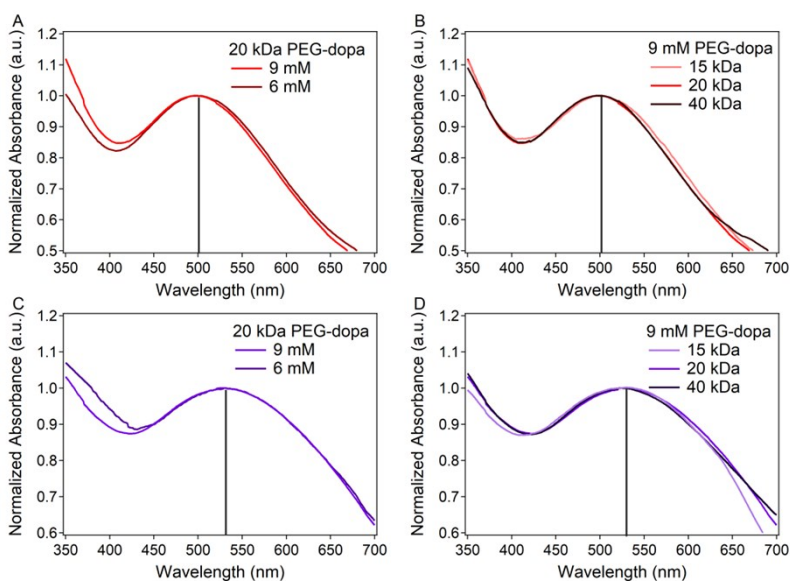 A
20 kDa PEG-dopa
9 mM
6 mM
Normalized Absorbance (a.u.)
1.2
1.1
1.0
0.9
0.8
0.7
0.6
0.5
350 400 450 500 550 600 650 700
Wavelength (nm)
B
9 mM PEG-dopa
15 kDa
20 kDa
40 kDa
Normalized Absorbance (a.u.)
1.2
1.1
1.0
0.9
0.8
0.7
0.6
0.5
350 400 450 500 550 600 650 700
Wavelength (nm)
C
20 kDa PEG-dopa
9 mM
6 mM
Normalized Absorbance (a.u.)
1.2
1.1
1.0
0.9
0.8
0.7
0.6
350 400 450 500 550 600 650 700
Wavelength (nm)
D
9 mM PEG-dopa
15 kDa
20 kDa
40 kDa
Normalized Absorbance (a.u.)
1.2
1.1
1.0
0.9
0.8
0.7
0.6
350 400 450 500 550 600 650 700
Wavelength (nm)